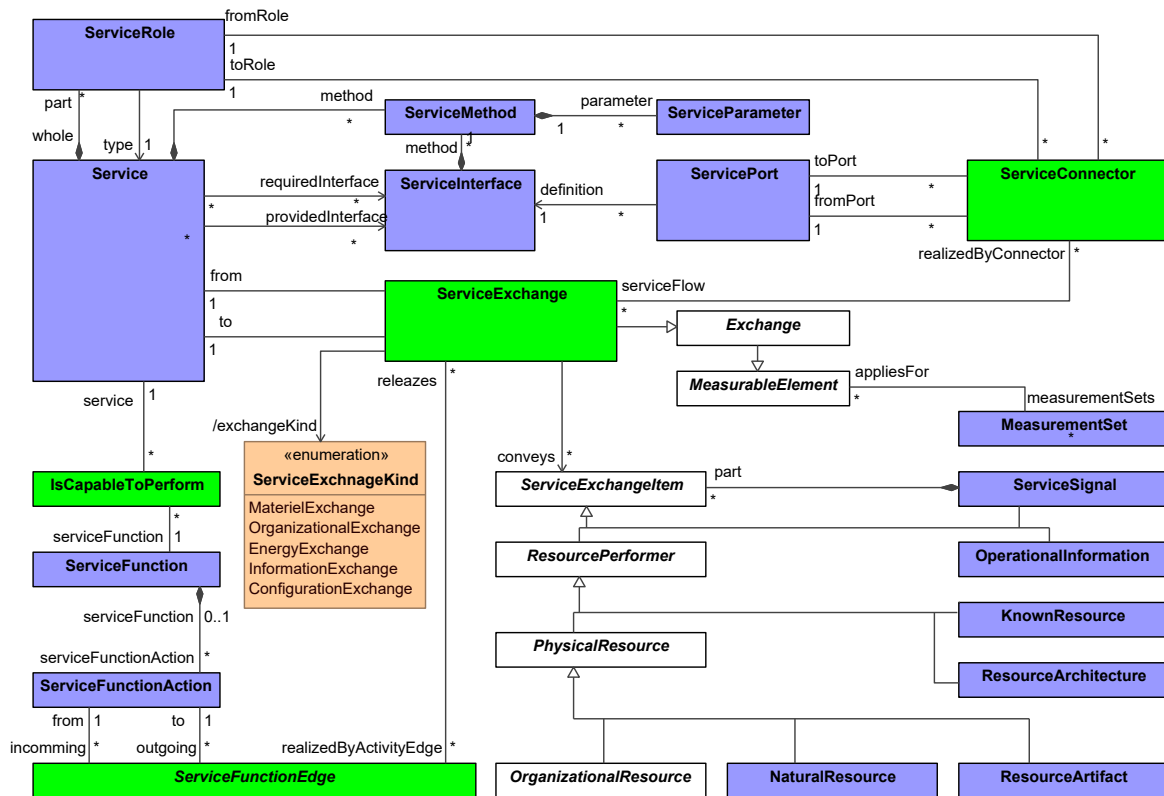 fromRole
ServiceRole
1
toRole
1
part
*
method
*
whole
type
1
ServiceMethod
1
parameter
1
*
ServiceParameter
method
*
*
*
Service
requiredInterface
*
*
providedInterface
*
*
ServiceInterface
definition
1
*
ServicePort
toPort
1
*
fromPort
1
*
ServiceConnector
realizedByConnector
*
from
1
to
1
ServiceExchange
serviceFlow
*
Exchange
MeasurableElement
appliesFor
*
measurementSets
MeasurementSet
*
service
1
*
releazes
*
/exchangeKind
«enumeration»
ServiceExchnageKind
MaterielExchange
OrganizationalExchange
EnergyExchange
InformationExchange
ConfigurationExchange
conveys
*
ServiceExchangeItem
part
*
ServiceSignal
IsCapableToPerform
*
serviceFunction
1
ResourcePerformer
OperationalInformation
ServiceFunction
serviceFunction
0..1
KnownResource
serviceFunctionAction
*
PhysicalResource
ServiceFunctionAction
ResourceArchitecture
from
1
to
1
incomming
*
outgoing
*
realizedByActivityEdge
*
ServiceFunctionEdge
OrganizationalResource
NaturalResource
ResourceArtifact